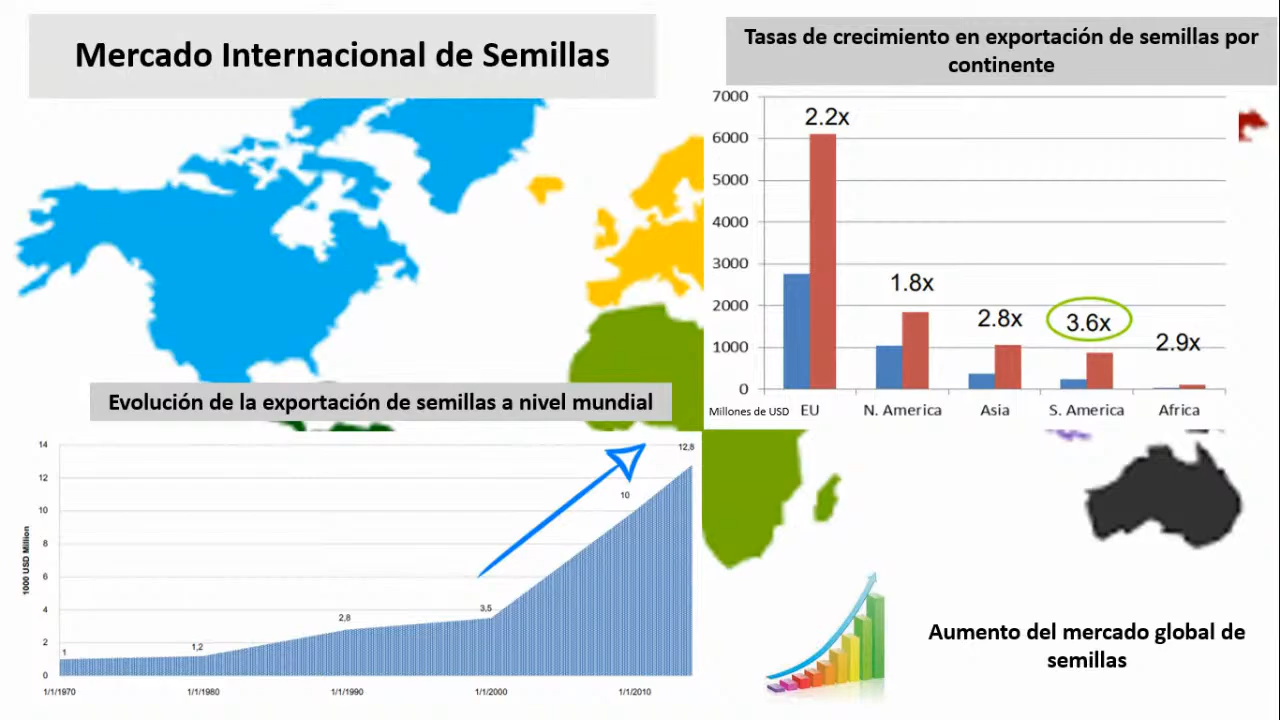 Mercado Internacional de Semillas
Tasas de crecimiento en exportación de semillas por
continente
7000
6000
5000
4000
3000
2000
1000
0
2.2x
1.8x
2.8x
3.6x
2.9x
Millones de USD
EU
N. America
Asia
S. America
Africa
Evolución de la exportación de semillas a nivel mundial
1000 USD Million
14
12
10
8
6
4
2
0
1
1,2
2,8
3,5
10
12,8
1/1/1970
1/1/1980
1/1/1990
1/1/2000
1/1/2010
Aumento del mercado global de
semillas